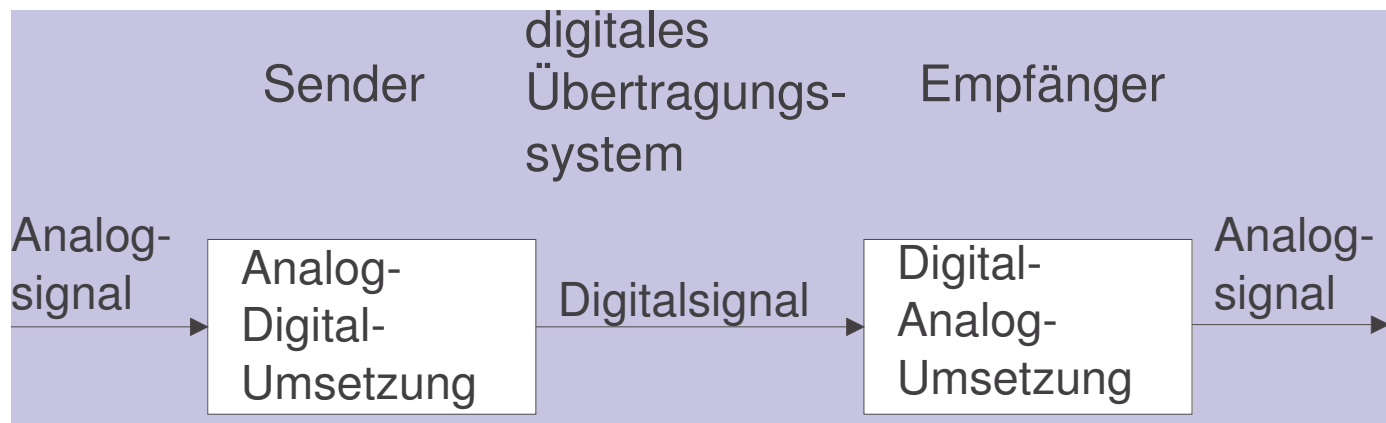 digitales
Übertragungs-
system
Sender
Empfänger
Analog-
signal
Analog-
Digital-
Umsetzung
Digitalsignal
Digital-
Analog-
Umsetzung
Analog-
signal